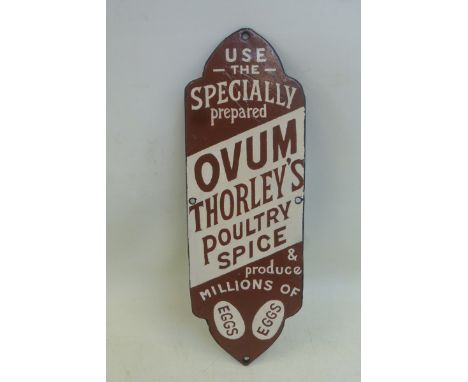 USE
- THE -
SPECIALLY
prepared
OVUM
THORLEY'S
POULTRY
SPICE
&
produce
MILLIONS OF
EGGS EGGS